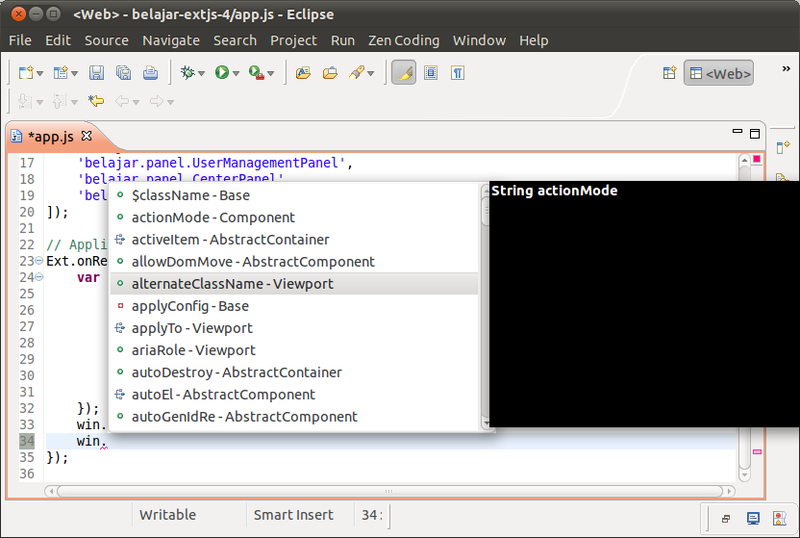 <Web> - belajar-extjs-4/app.js - Eclipse
File Edit Source Navigate Search Project Run Zen Coding Window Help
<Web>
»
*app.js
17 'belajar.panel.UserManagementPanel',
18 'belajar.panel.CenterPanel'
19 'bel
20 ]);
21
22 // Appli
23 Ext.onRe
24 var
25
26
27
28
29
30
31
32 });
33 win.
34 win.
35 });
36
$className - Base
actionMode - Component
activeItem - AbstractContainer
allowDomMove - AbstractComponent
alternateClassName - Viewport
applyConfig - Base
applyTo - Viewport
ariaRole - Viewport
autoDestroy - AbstractContainer
autoEl - AbstractComponent
autoGenIdRe - AbstractComponent
String actionMode
Writable Smart Insert 34: